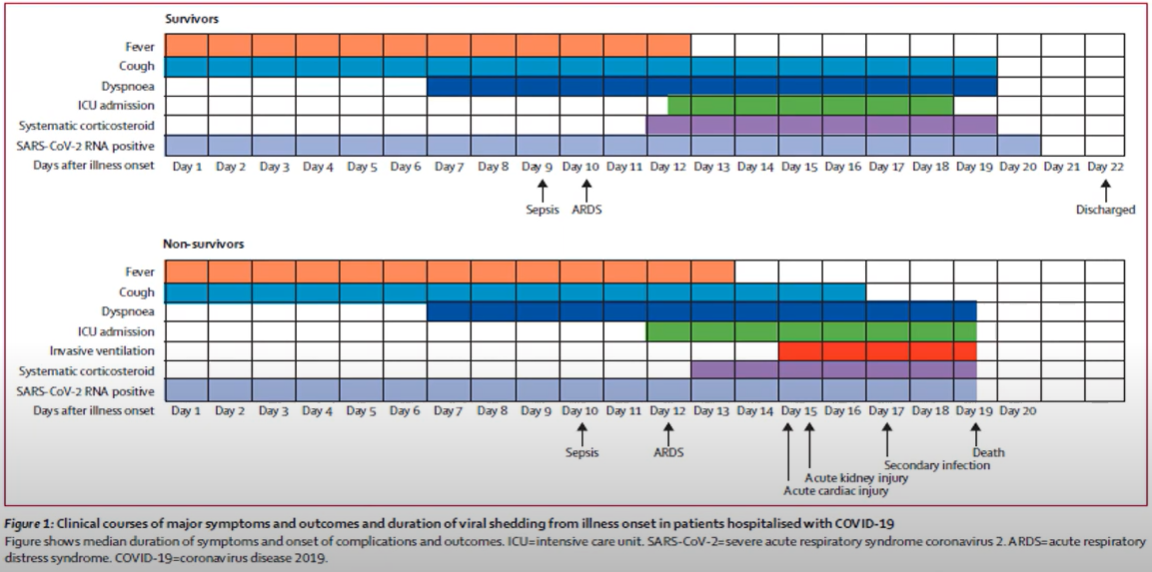 Survivors
Fever
Cough
Dyspnoea
ICU admission
Systematic corticosteroid
SARS-CoV-2 RNA positive
Days after illness onset Day 1 Day 2 Day 3 Day 4 Day 5 Day 6 Day 7 Day 8 Day 9 Day 10 Day 11 Day 12 Day 13 Day 14 Day 15 Day 16 Day 17 Day 18 Day 19 Day 20 Day 21 Day 22
Sepsis ARDS Discharged
Non-survivors
Fever
Cough
Dyspnoea
ICU admission
Invasive ventilation
Systematic corticosteroid
SARS-CoV-2 RNA positive
Days after illness onset Day 1 Day 2 Day 3 Day 4 Day 5 Day 6 Day 7 Day 8 Day 9 Day 10 Day 11 Day 12 Day 13 Day 14 Day 15 Day 16 Day 17 Day 18 Day 19 Day 20
Sepsis ARDS Death
Secondary infection
Acute kidney injury
Acute cardiac injury
Figure 1: Clinical courses of major symptoms and outcomes and duration of viral shedding from illness onset in patients hospitalised with COVID-19
Figure shows median duration of symptoms and onset of complications and outcomes. ICU=intensive care unit. SARS-CoV-2=severe acute respiratory syndrome coronavirus 2. ARDS=acute respiratory
distress syndrome. COVID-19=coronavirus disease 2019.